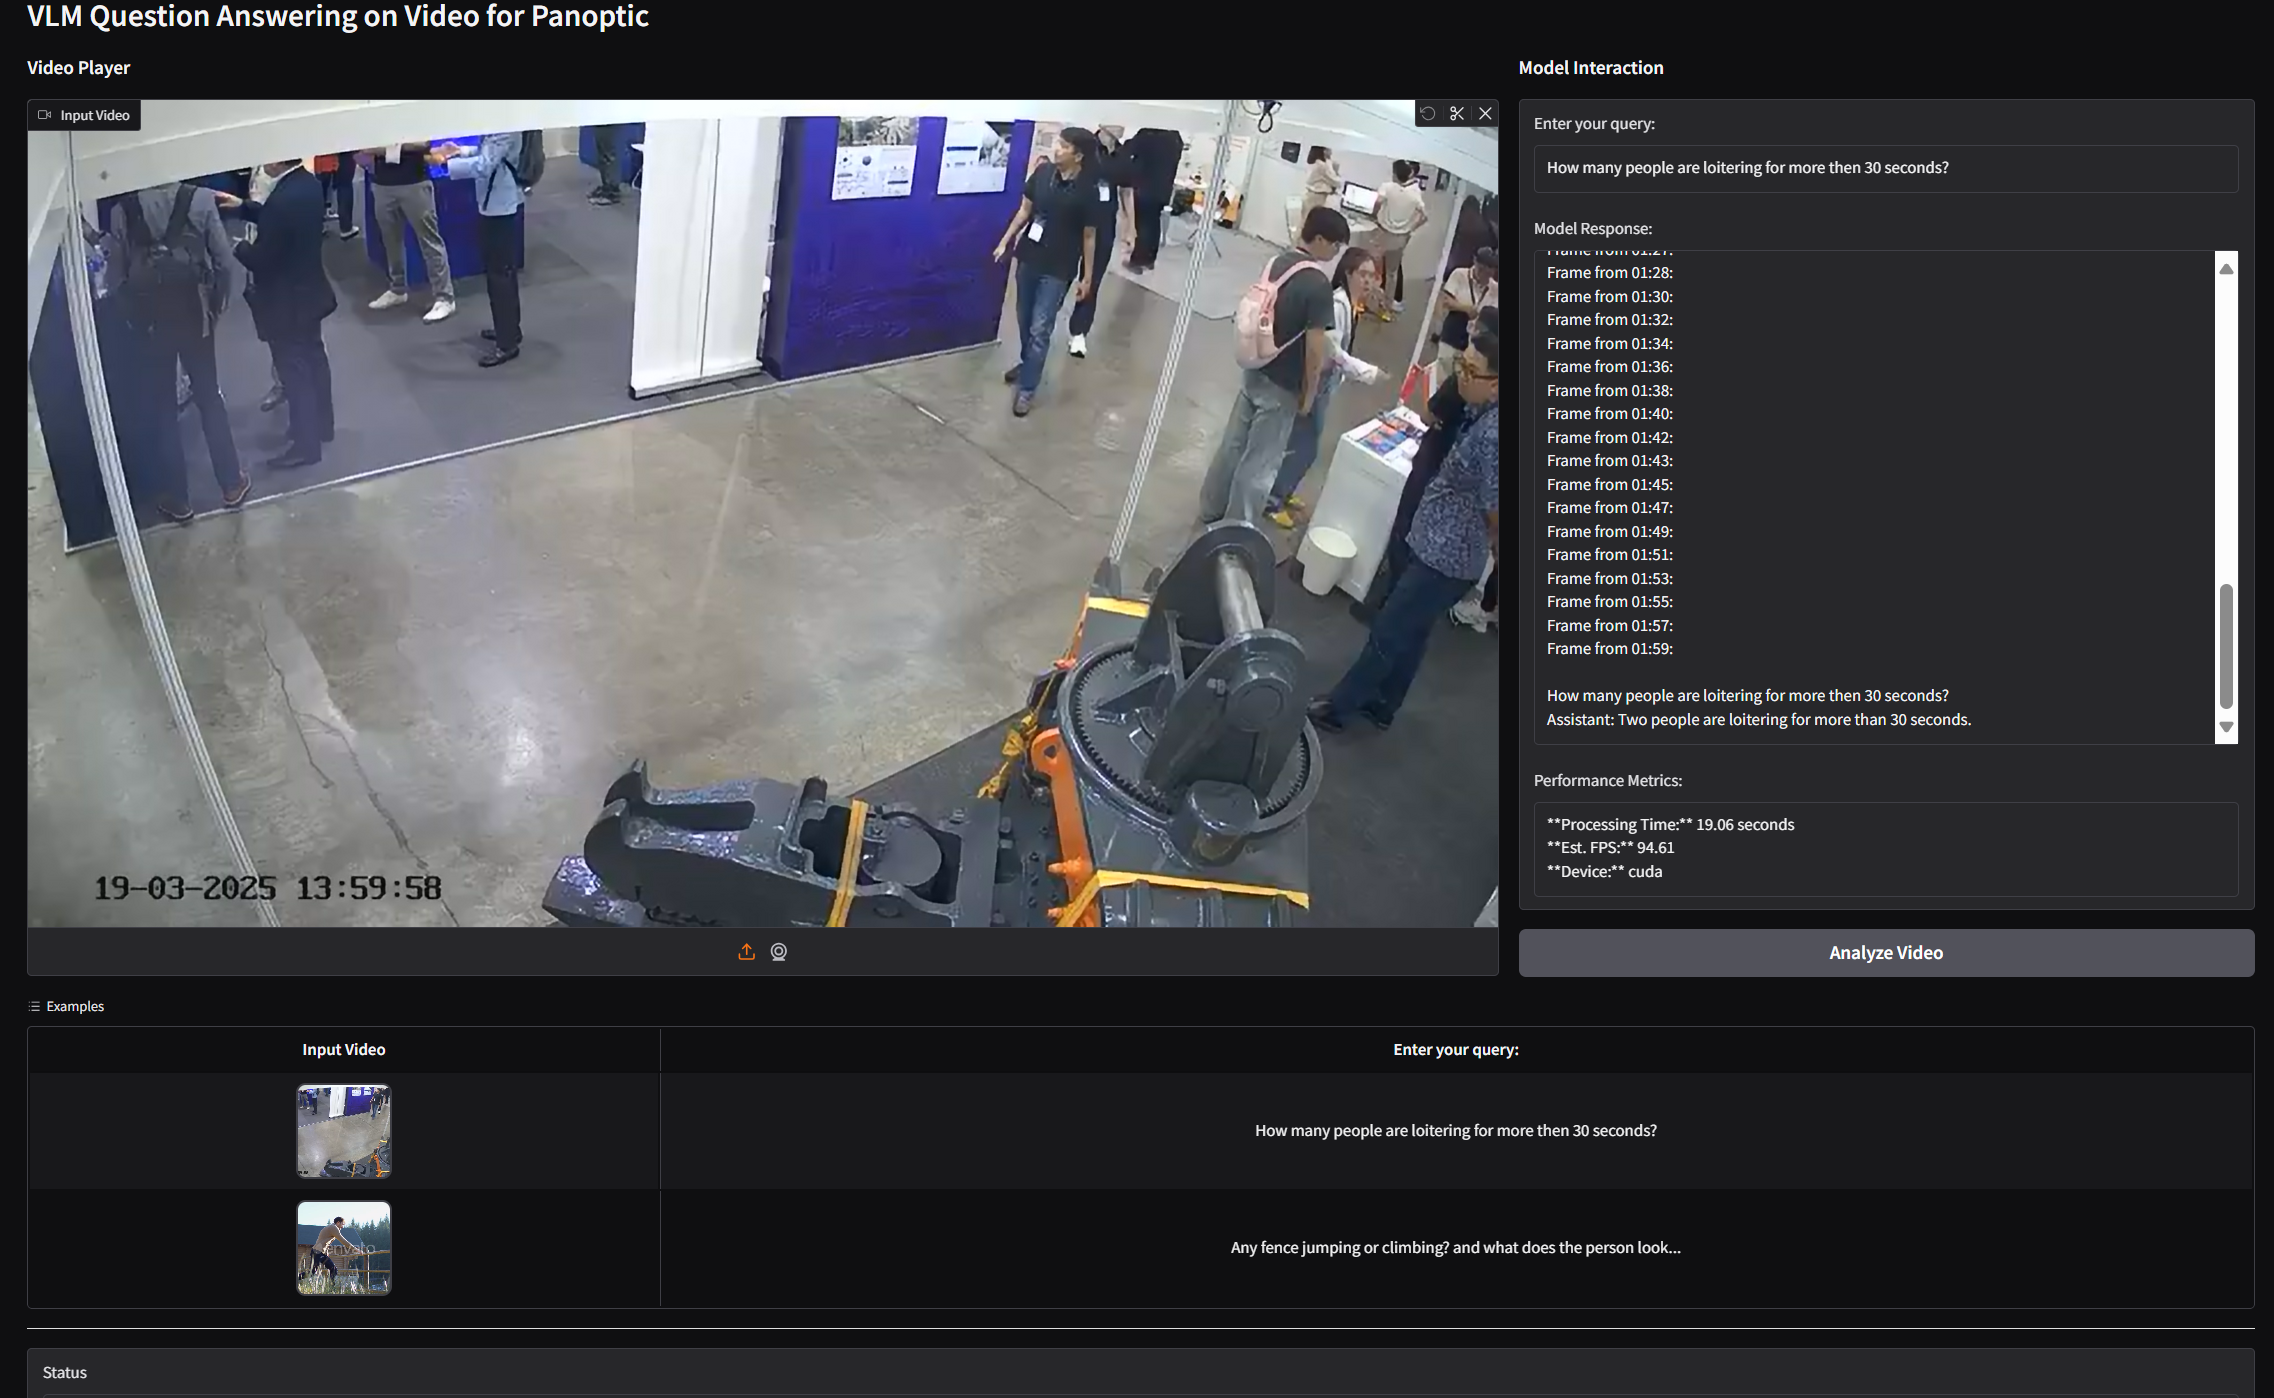 VLM Question Answering on Video for Panoptic
Video Player
Input Video
19-03-2025 13:59:58
Model Interaction
Enter your query:
How many people are loitering for more then 30 seconds?
Model Response:
Frame from 01:27:
Frame from 01:28:
Frame from 01:30:
Frame from 01:32:
Frame from 01:34:
Frame from 01:36:
Frame from 01:38:
Frame from 01:40:
Frame from 01:42:
Frame from 01:43:
Frame from 01:45:
Frame from 01:47:
Frame from 01:49:
Frame from 01:51:
Frame from 01:53:
Frame from 01:55:
Frame from 01:57:
Frame from 01:59:
How many people are loitering for more then 30 seconds?
Assistant: Two people are loitering for more than 30 seconds.
Performance Metrics:
**Processing Time:** 19.06 seconds
**Est. FPS:** 94.61
**Device:** cuda
Analyze Video
Examples
Input Video
Enter your query:
How many people are loitering for more then 30 seconds?
envato
Any fence jumping or climbing? and what does the person look...
Status